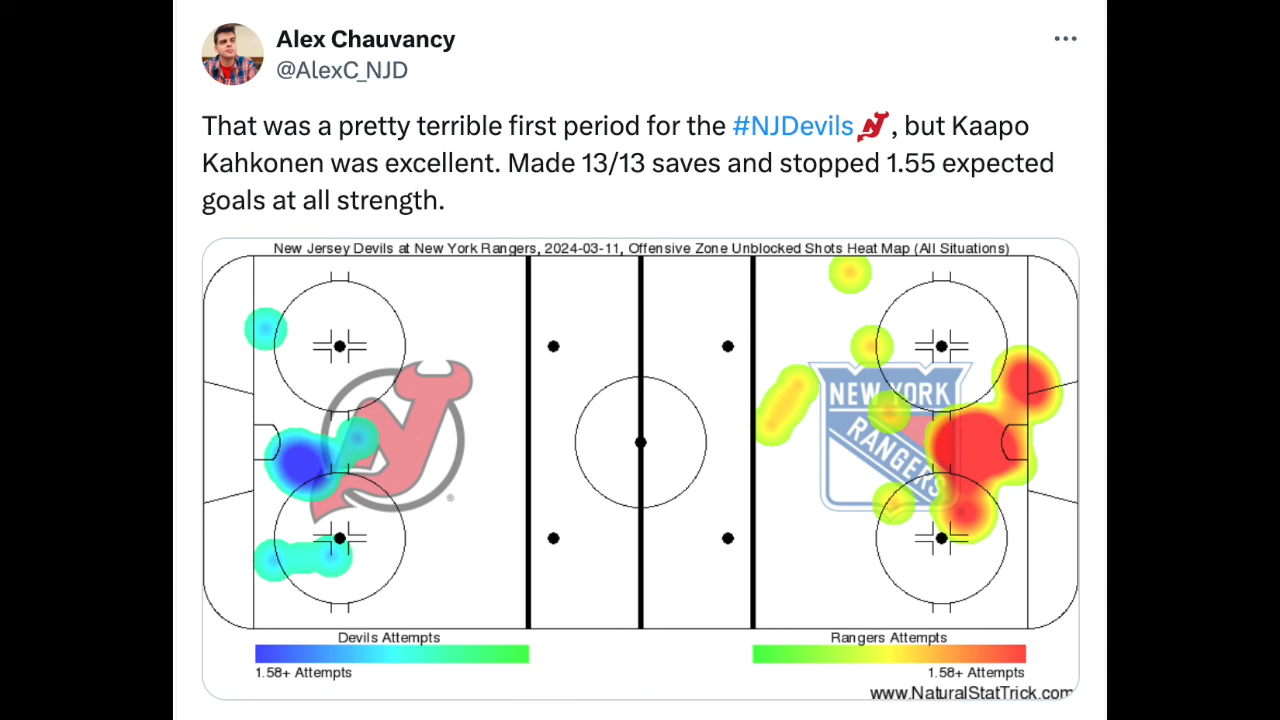 Alex Chauvancy
@AlexC_NJD
That was a pretty terrible first period for the #NJDevils, but Kaapo
Kahkonen was excellent. Made 13/13 saves and stopped 1.55 expected
goals at all strength.
New Jersey Devils at New York Rangers, 2024-03-11, Offensive Zone Unblocked Shots Heat Map (All Situations)
NEW YORK
RANGERS
Devils Attempts
Rangers Attempts
1.58+ Attempts
1.58+ Attempts
www.NaturalStatTrick.com